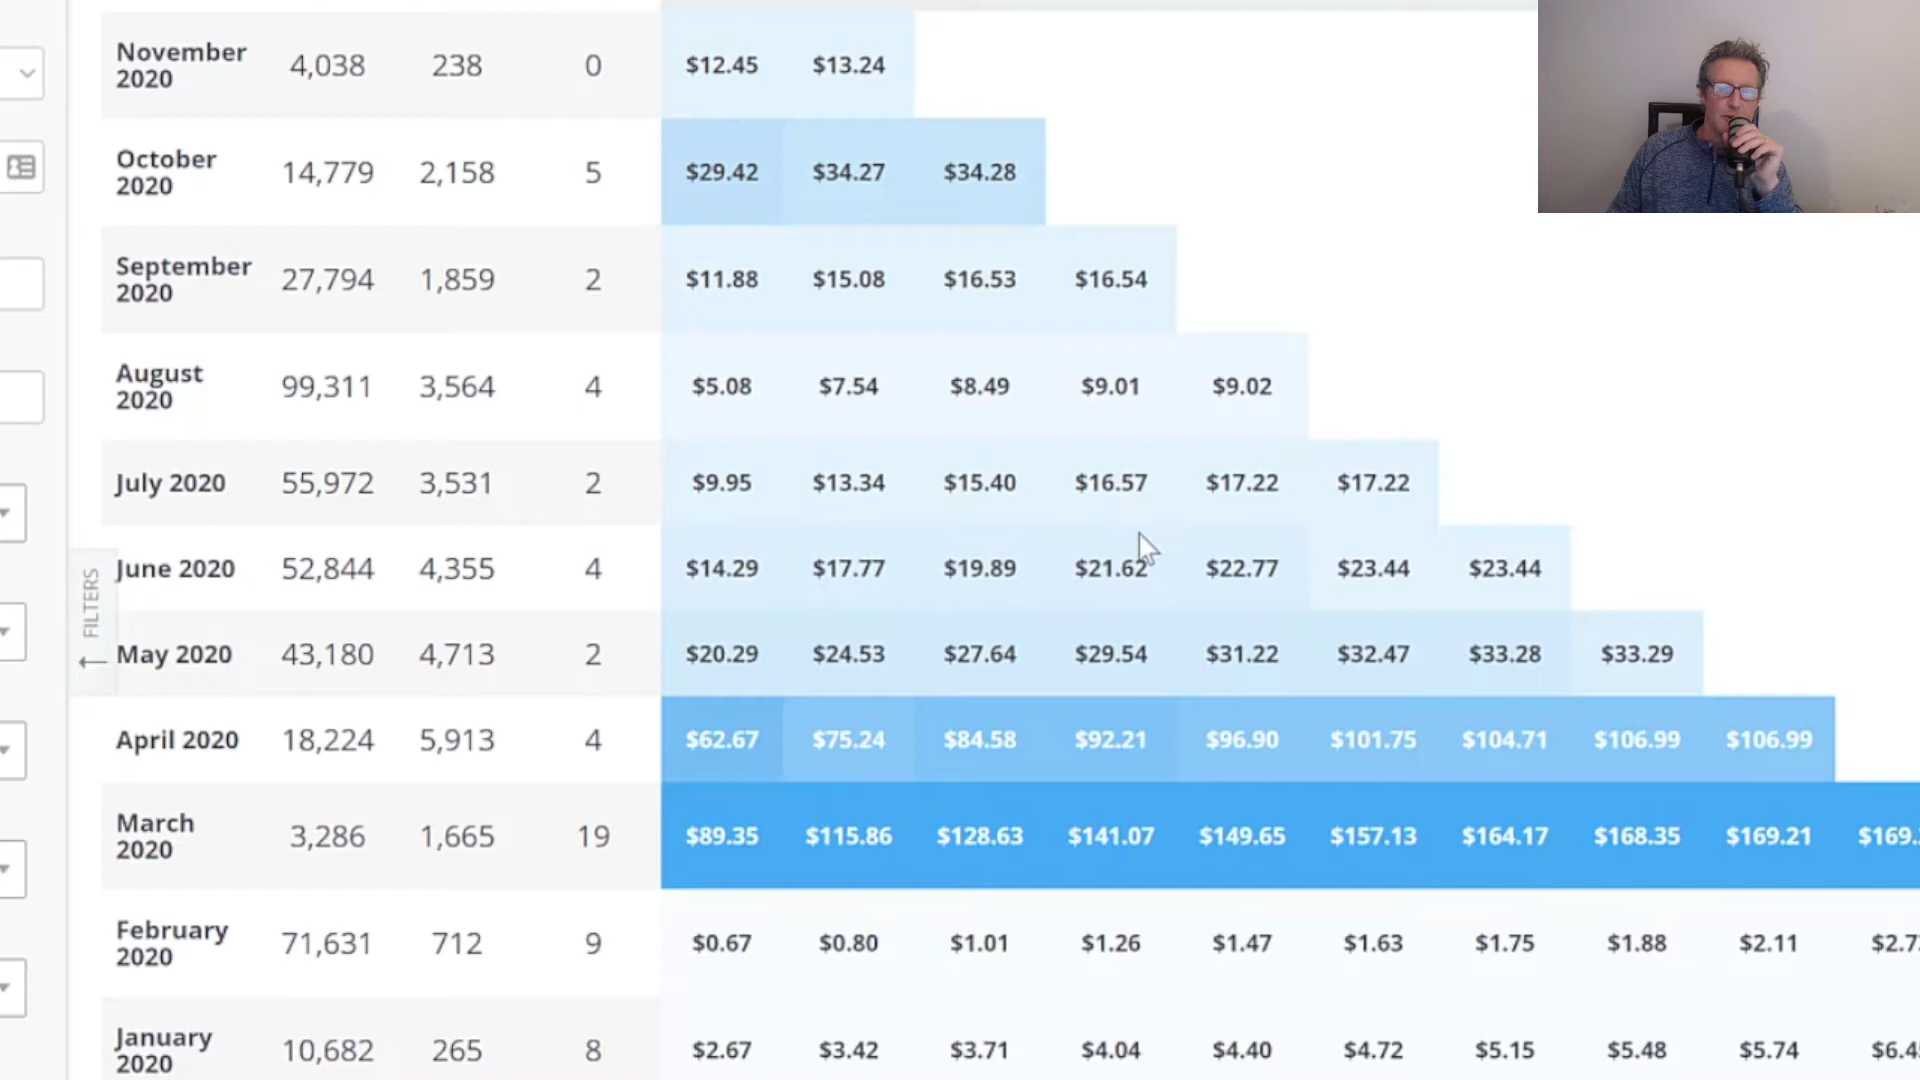 November
2020
4,038 238 0 $12.45 $13.24
October
2020
14,779 2,158 5 $29.42 $34.27 $34.28
September
2020
27,794 1,859 2 $11.88 $15.08 $16.53 $16.54
August
2020
99,311 3,564 4 $5.08 $7.54 $8.49 $9.01 $9.02
July 2020 55,972 3,531 2 $9.95 $13.34 $15.40 $16.57 $17.22 $17.22
FILTERS
June 2020 52,844 4,355 4 $14.29 $17.77 $19.89 $21.62 $22.77 $23.44 $23.44
May 2020 43,180 4,713 2 $20.29 $24.53 $27.64 $29.54 $31.22 $32.47 $33.28 $33.29
April 2020 18,224 5,913 4 $62.67 $75.24 $84.58 $92.21 $96.90 $101.75 $104.71 $106.99 $106.99
March
2020
3,286 1,665 19 $89.35 $115.86 $128.63 $141.07 $149.65 $157.13 $164.17 $168.35 $169.21
February
2020
71,631 712 9 $0.67 $0.80 $1.01 $1.26 $1.47 $1.63 $1.75 $1.88 $2.11
January
2020
10,682 265 8 $2.67 $3.42 $3.71 $4.04 $4.40 $4.72 $5.15 $5.48 $5.74